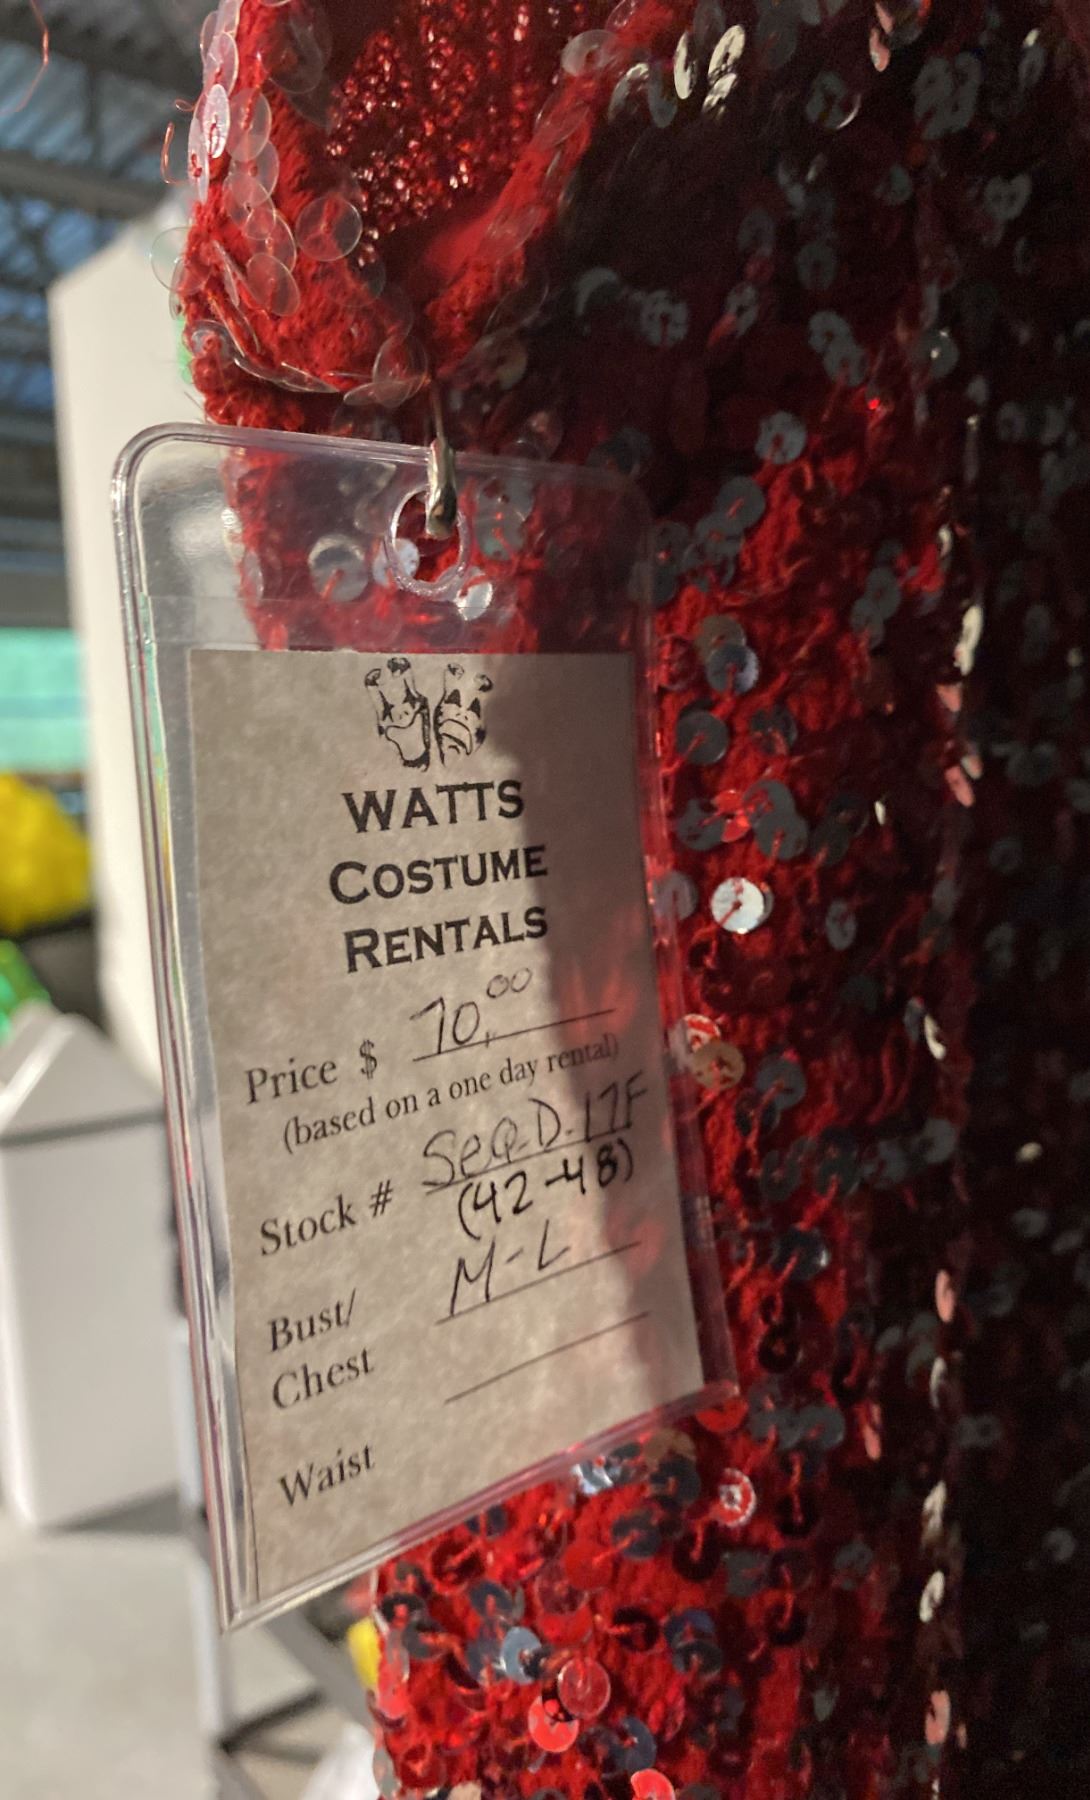 WATTS
COSTUME
RENTALS
Price $ 70.00
(based on a one day rental)
Stock # SeQ-D-17F
(42-48)
Bust/
Chest M-L
Waist